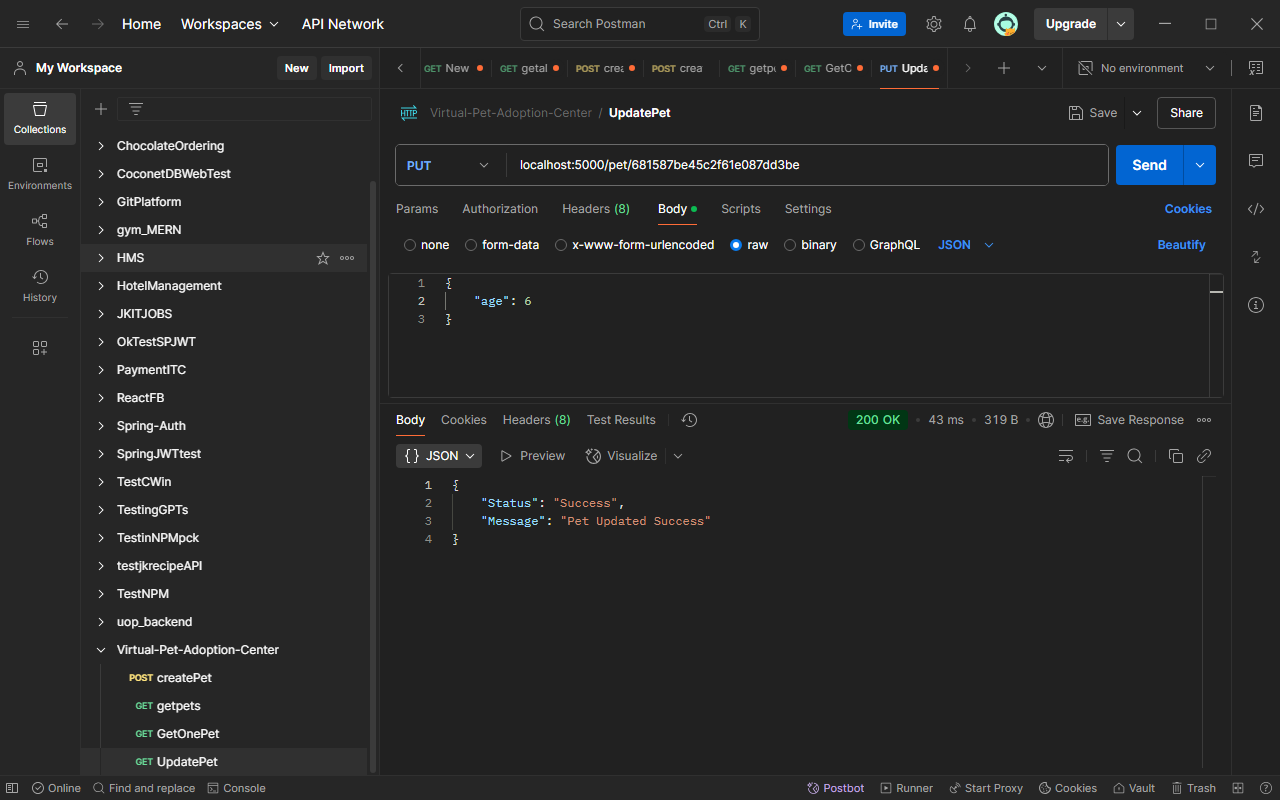 Home
Workspaces
API Network
Search Postman
Ctrl
K
Invite
Upgrade
My Workspace
New
Import
GET New
GET getal
POST crea
POST crea
GET getp
GET GetC
PUT Upda
No environment
Collections
Environments
Flows
History
ChocolateOrdering
CoconetDBWebTest
GitPlatform
gym_MERN
HMS
HotelManagement
JKITJOBS
OkTestSPJWT
PaymentITC
ReactFB
Spring-Auth
SpringJWTtest
TestCWin
TestingGPTs
TestinNPMpck
testjkrecipeAPI
TestNPM
uop_backend
Virtual-Pet-Adoption-Center
POST createPet
GET getpets
GET GetOnePet
GET UpdatePet
HTTP
Virtual-Pet-Adoption-Center / UpdatePet
Save
Share
PUT
localhost:5000/pet/681587be45c2f61e087dd3be
Send
Params
Authorization
Headers (8)
Body
Scripts
Settings
Cookies
none
form-data
x-www-form-urlencoded
raw
binary
GraphQL
JSON
Beautify
1 {
2 "age": 6
3 }
Body
Cookies
Headers (8)
Test Results
200 OK
43 ms
319 B
e.g.
Save Response
{} JSON
Preview
Visualize
1 {
2 "Status": "Success",
3 "Message": "Pet Updated Success"
4 }
Online
Find and replace
Console
Postbot
Runner
Start Proxy
Cookies
Vault
Trash